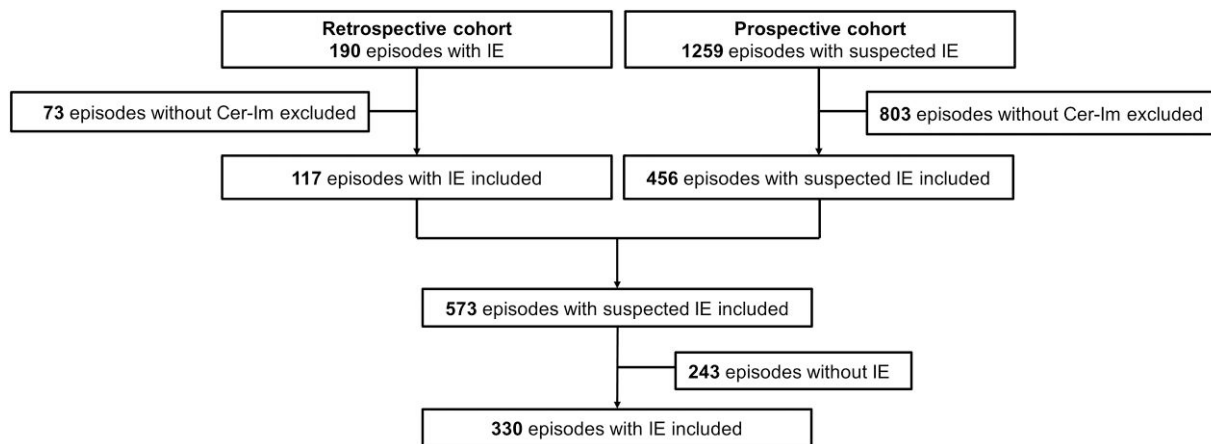 Retrospective cohort
190 episodes with IE
Prospective cohort
1259 episodes with suspected IE
73 episodes without Cer-Im excluded
803 episodes without Cer-Im excluded
117 episodes with IE included
456 episodes with suspected IE included
573 episodes with suspected IE included
243 episodes without IE
330 episodes with IE included